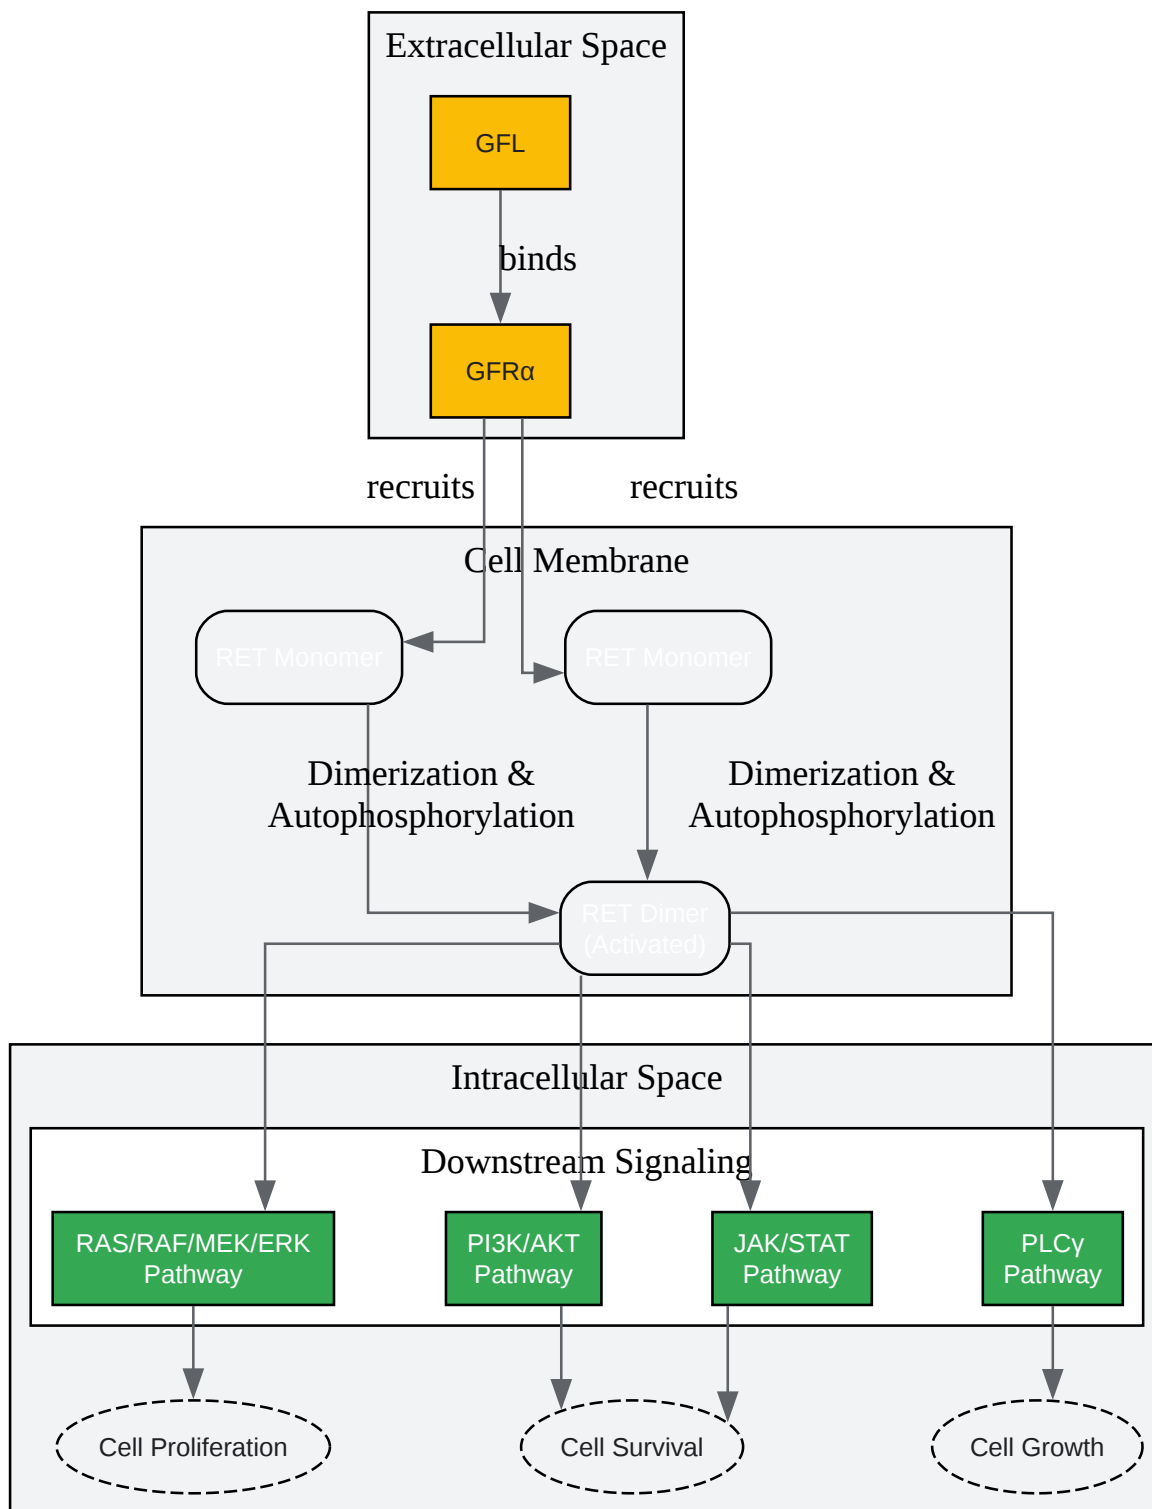 Extracellular Space
GFL
binds
GFRα
recruits
recruits
Cell Membrane
RET Monomer
RET Monomer
Dimerization &
Autophosphorylation
Dimerization &
Autophosphorylation
RET Dimer
(Activated)
Intracellular Space
Downstream Signaling
RAS/RAF/MEK/ERK
Pathway
PI3K/AKT
Pathway
JAK/STAT
Pathway
PLCγ
Pathway
Cell Proliferation
Cell Survival
Cell Growth